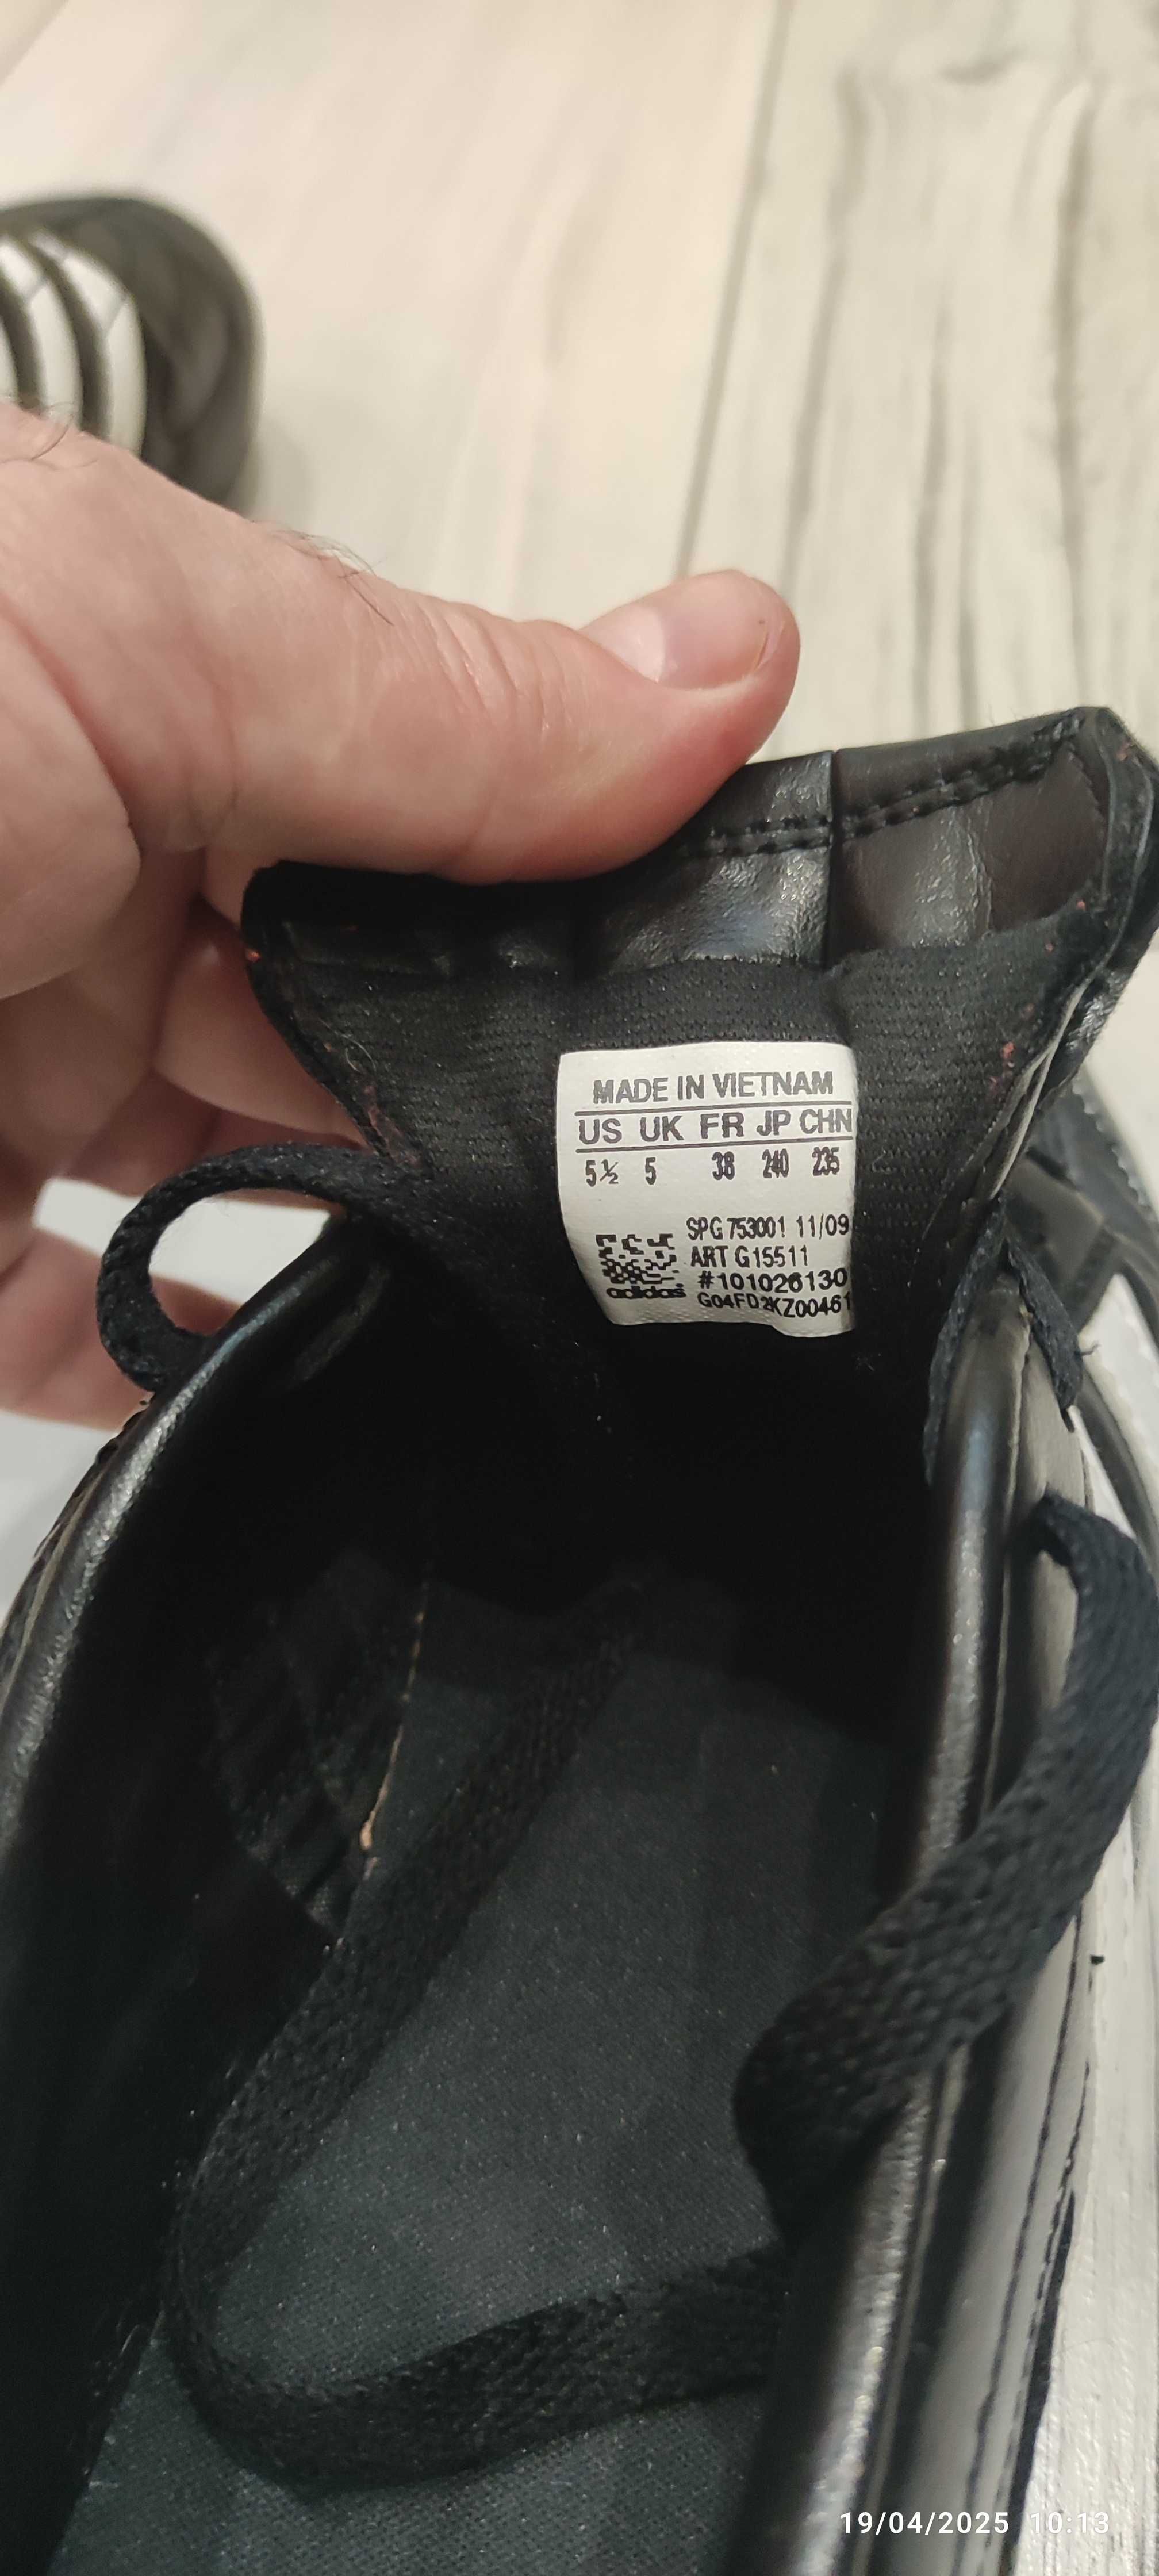 MADE IN VIETNAM
US UK FR JP CHN
5½ 5 38 240 235
SPG 753001 11/09
ART G15511
#101026130
adidas G04FD2KZ00461
19/04/2025 10:13